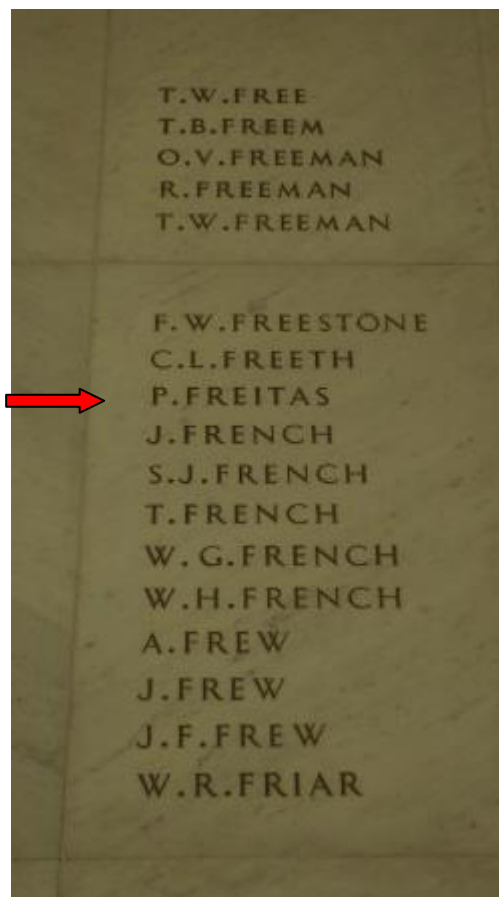 T.W.FREE
T.B.FREEM
O.V.FREEMAN
R.FREEMAN
T.W.FREEMAN
F.W.FREESTONE
C.L.FREETH
P.FREITAS
J.FRENCH
S.J.FRENCH
T.FRENCH
W.G.FRENCH
W.H.FRENCH
A.FREW
J.FREW
J.F.FREW
W.R.FRIAR